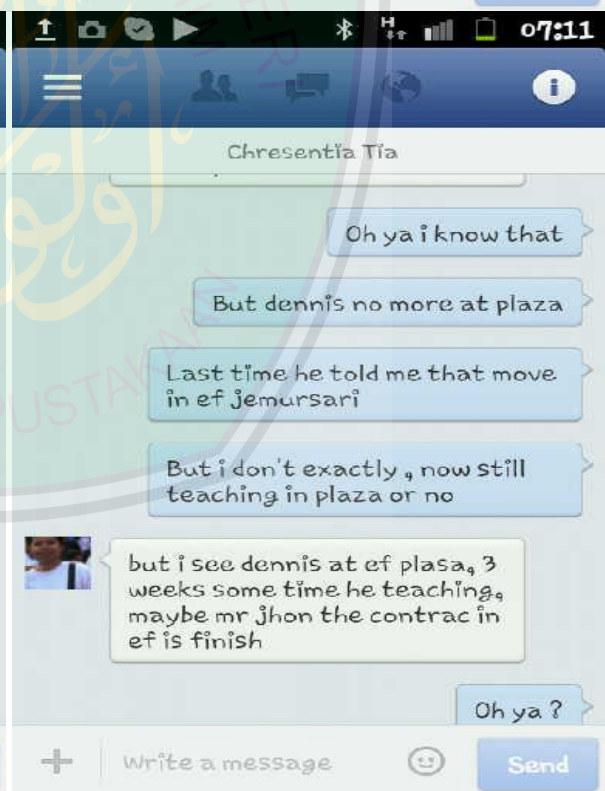 07:11
Chresentia Tia
Oh ya i know that
But dennis no more at plaza
Last time he told me that move
in ef jemursari
But i don't exactly , now still
teaching in plaza or no
but i see dennis at ef plasa, 3
weeks some time he teaching,
maybe mr jhon the contrac in
ef is finish
Oh ya ?
Write a message
Send